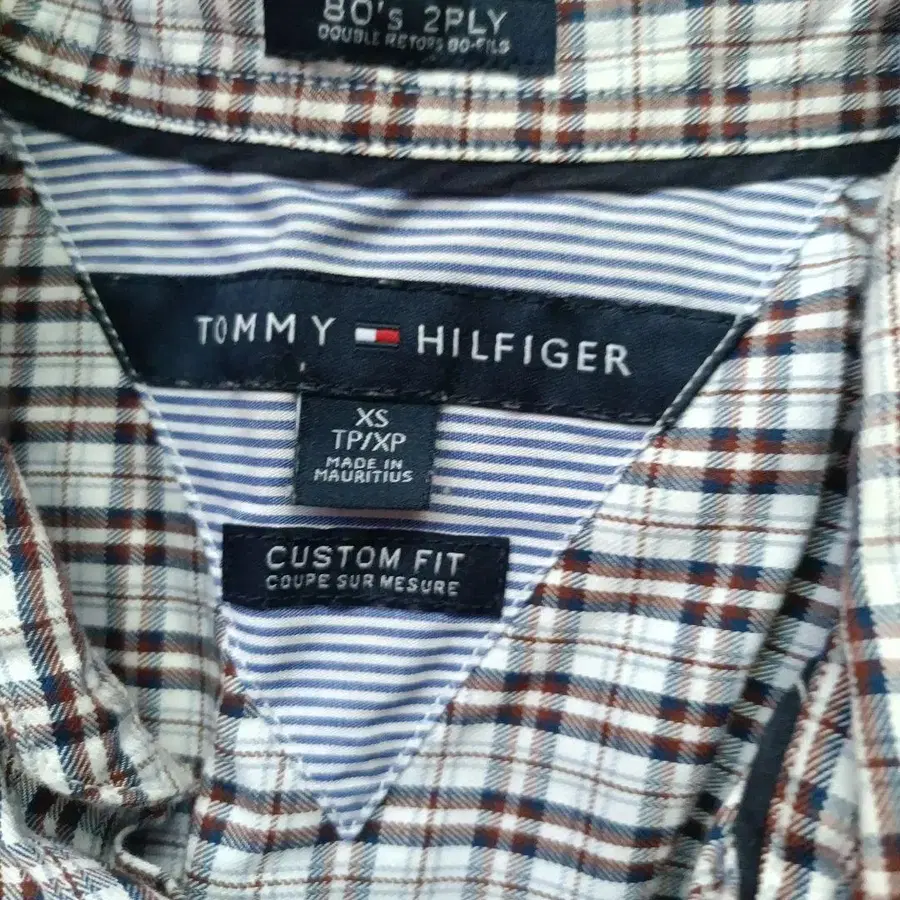 80's 2PLY
DOUBLE RETORS 80-FILS
TOMMY HILFIGER
XS
TP/XP
MADE IN
MAURITIUS
CUSTOM FIT
COUPE SUR MESURE